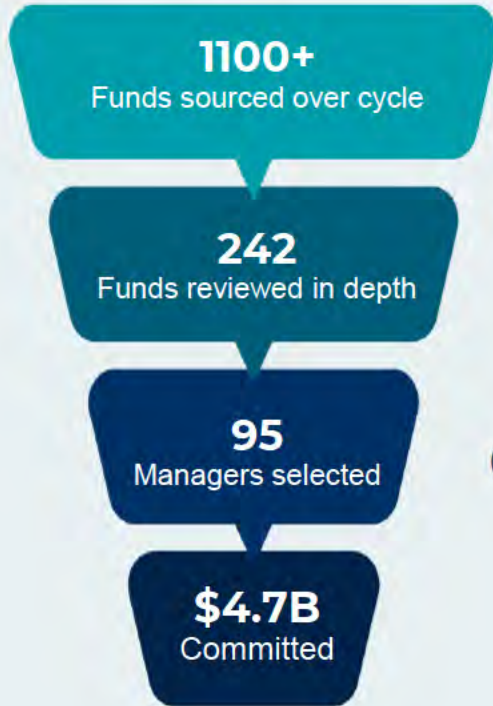 1100+
Funds sourced over cycle
242
Funds reviewed in depth
95
Managers selected
$4.7B
Committed